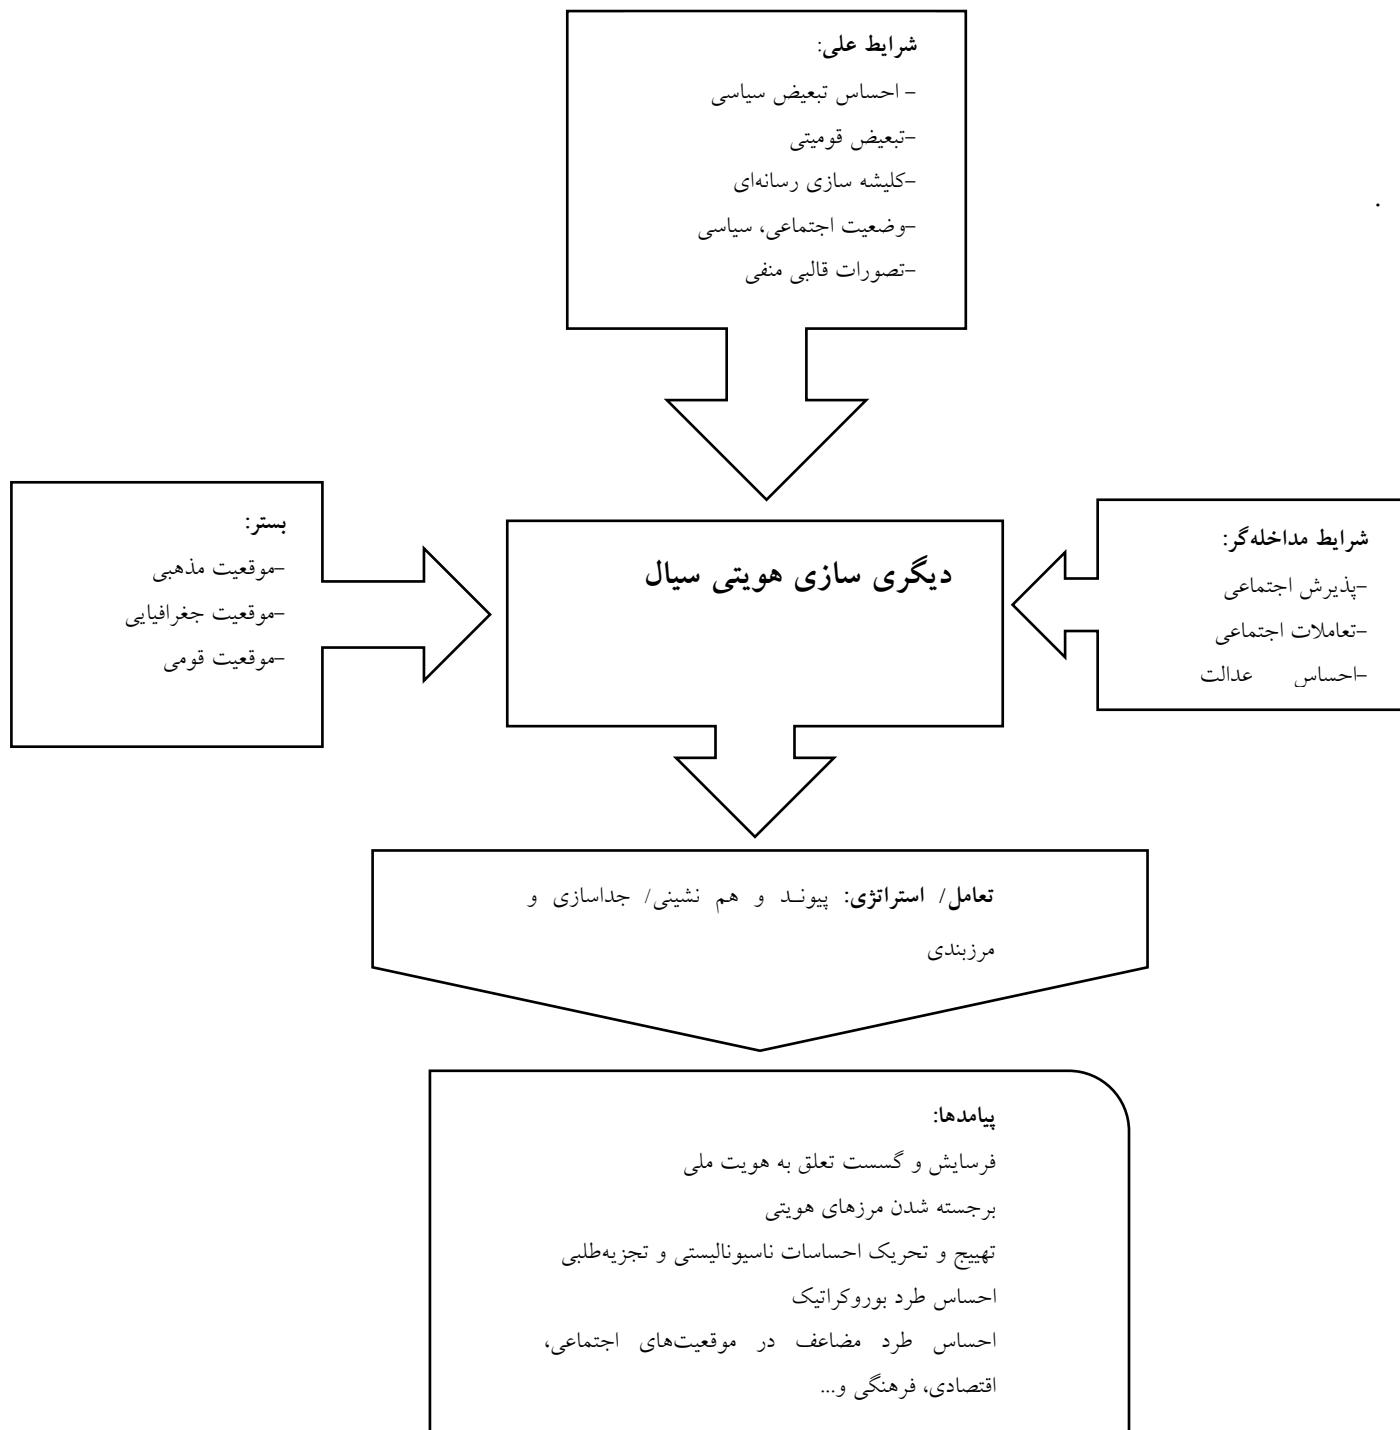 شرایط علی:
- احساس تبعیض سیاسی
-تبعیض قومیتی
-کلیشه سازی رسانه‌ای
-وضعیت اجتماعی، سیاسی
-تصورات قالبی منفی
.
شرایط مداخله‌گر:
-پذیرش اجتماعی
-تعاملات اجتماعی
-احساس عدالت
دیگری سازی هویتی سیال
بستر:
-موقعیت مذهبی
-موقعیت جغرافیایی
-موقعیت قومی
تعامل/ استراتژی: پیونـد و هم نشینی/ جداسازی و
مرزبندی
پیامدها:
فرسایش و گسست تعلق به هویت ملی
برجسته شدن مرزهای هویتی
تهییج و تحریک احساسات ناسیونالیستی و تجزیه‌طلبی
احساس طرد بوروکراتیک
احساس طرد مضاعف در موقعیت‌های اجتماعی،
اقتصادی، فرهنگی و...